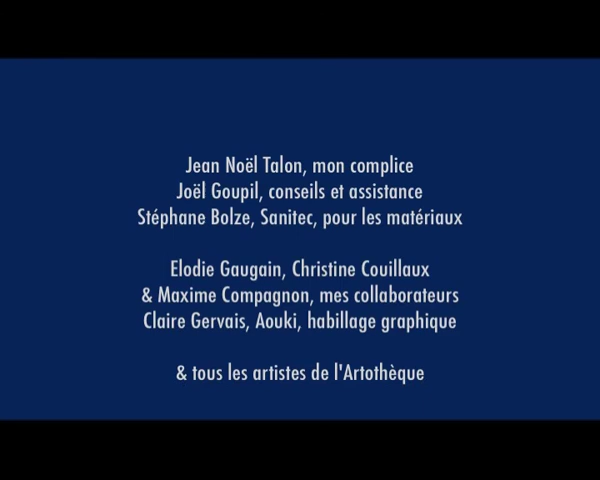 Jean Noël Talon, mon complice
Joël Goupil, conseils et assistance
Stéphane Bolze, Sanitec, pour les matériaux
Elodie Gaugain, Christine Couillaux
& Maxime Compagnon, mes collaborateurs
Claire Gervais, Aouki, habillage graphique
& tous les artistes de l'Artothèque